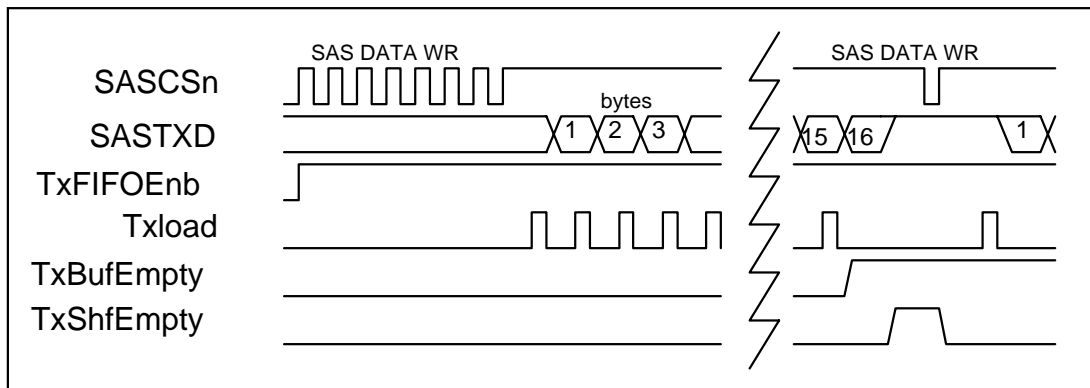 SAS DATA WR
SAS DATA WR
SASCSn
bytes
SASTXD
1
2
3
15
16
1
TxFIFOEnb
Txload
TxBufEmpty
TxShfEmpty